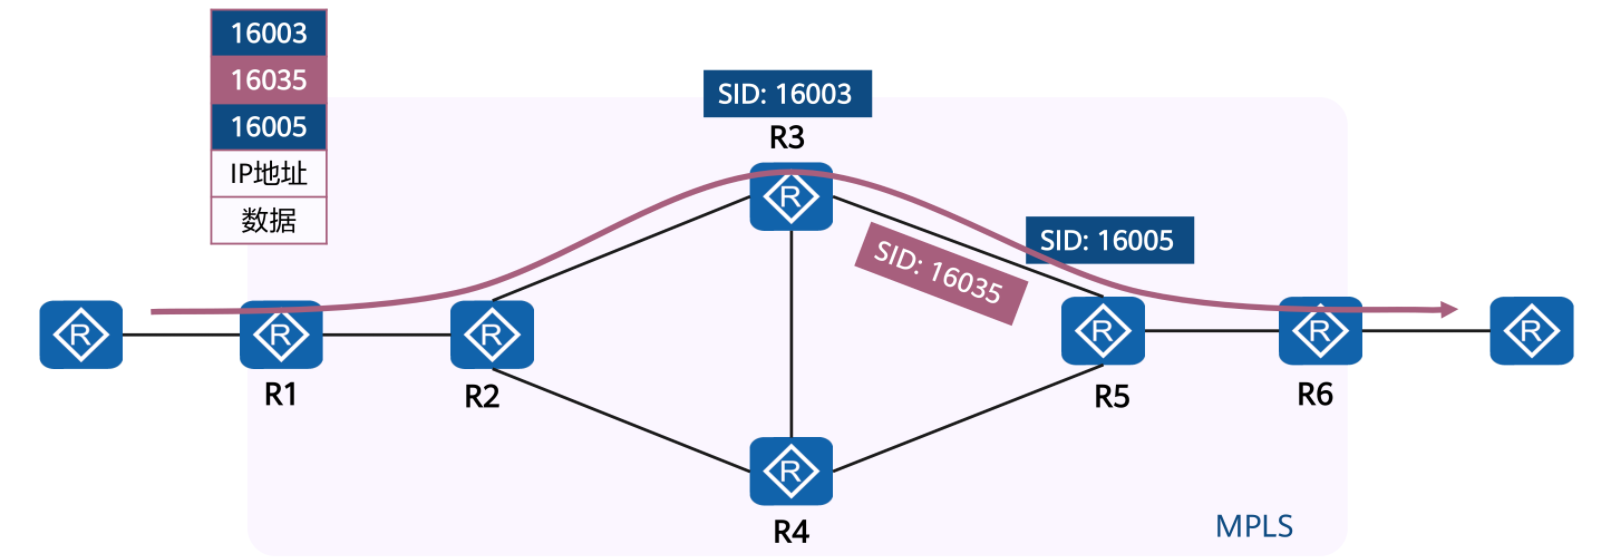 16003
16035
16005
IP地址
数据
SID: 16003
R3
R
SID: 16005
SID: 16035
R
R
R
R
R
R
R1
R2
R5
R6
R
R4
MPLS